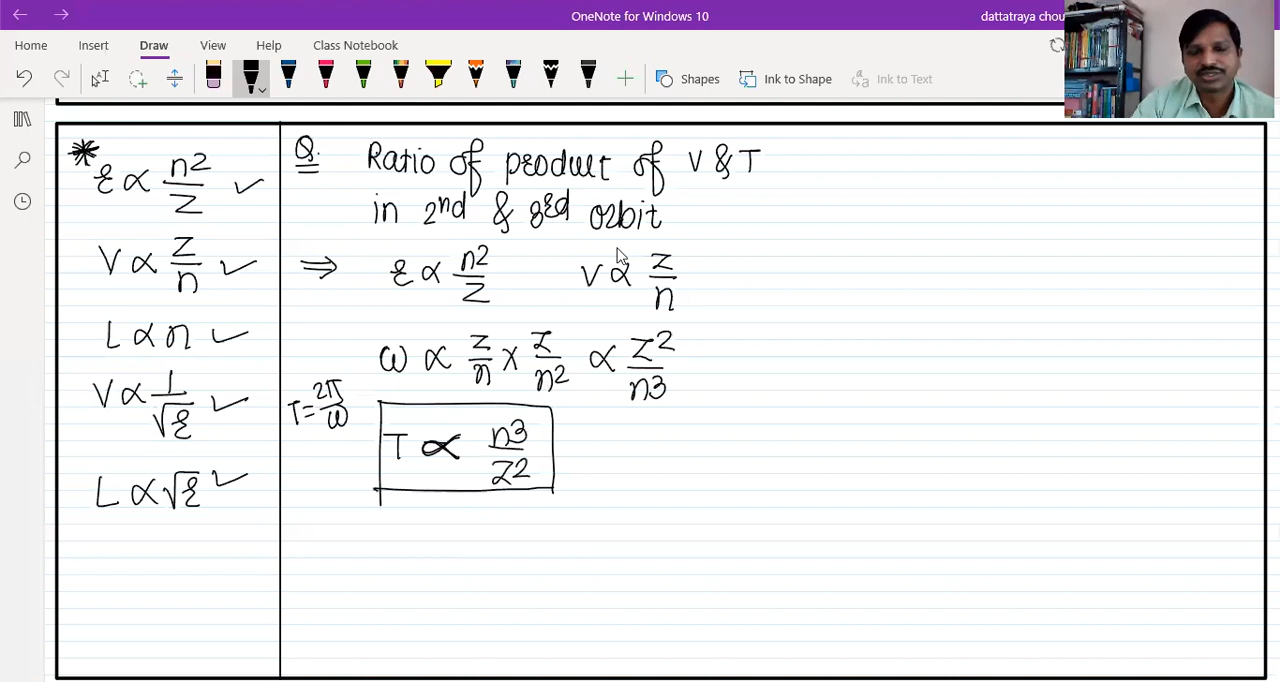 OneNote for Windows 10
dattatraya chou
Home Insert Draw View Help Class Notebook
Shapes Ink to Shape Ink to Text
* r ∝ n2/Z ✓
V ∝ Z/n ✓
L ∝ n ✓
V ∝ 1/√r ✓
L ∝ √r ✓
Q. Ratio of product of V & T
in 2nd & 3rd orbit
⇒ r ∝ n2/Z V ∝ Z/n
ω ∝ Z/n × Z/n2 ∝ Z2/n3
T = 2π/ω
T ∝ n3/Z2